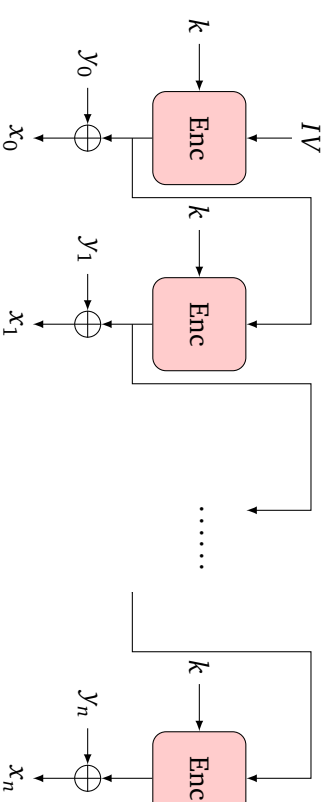 IV
k Enc k Enc …… k Enc
y₀ y₁ yₙ
x₀ x₁ xₙ